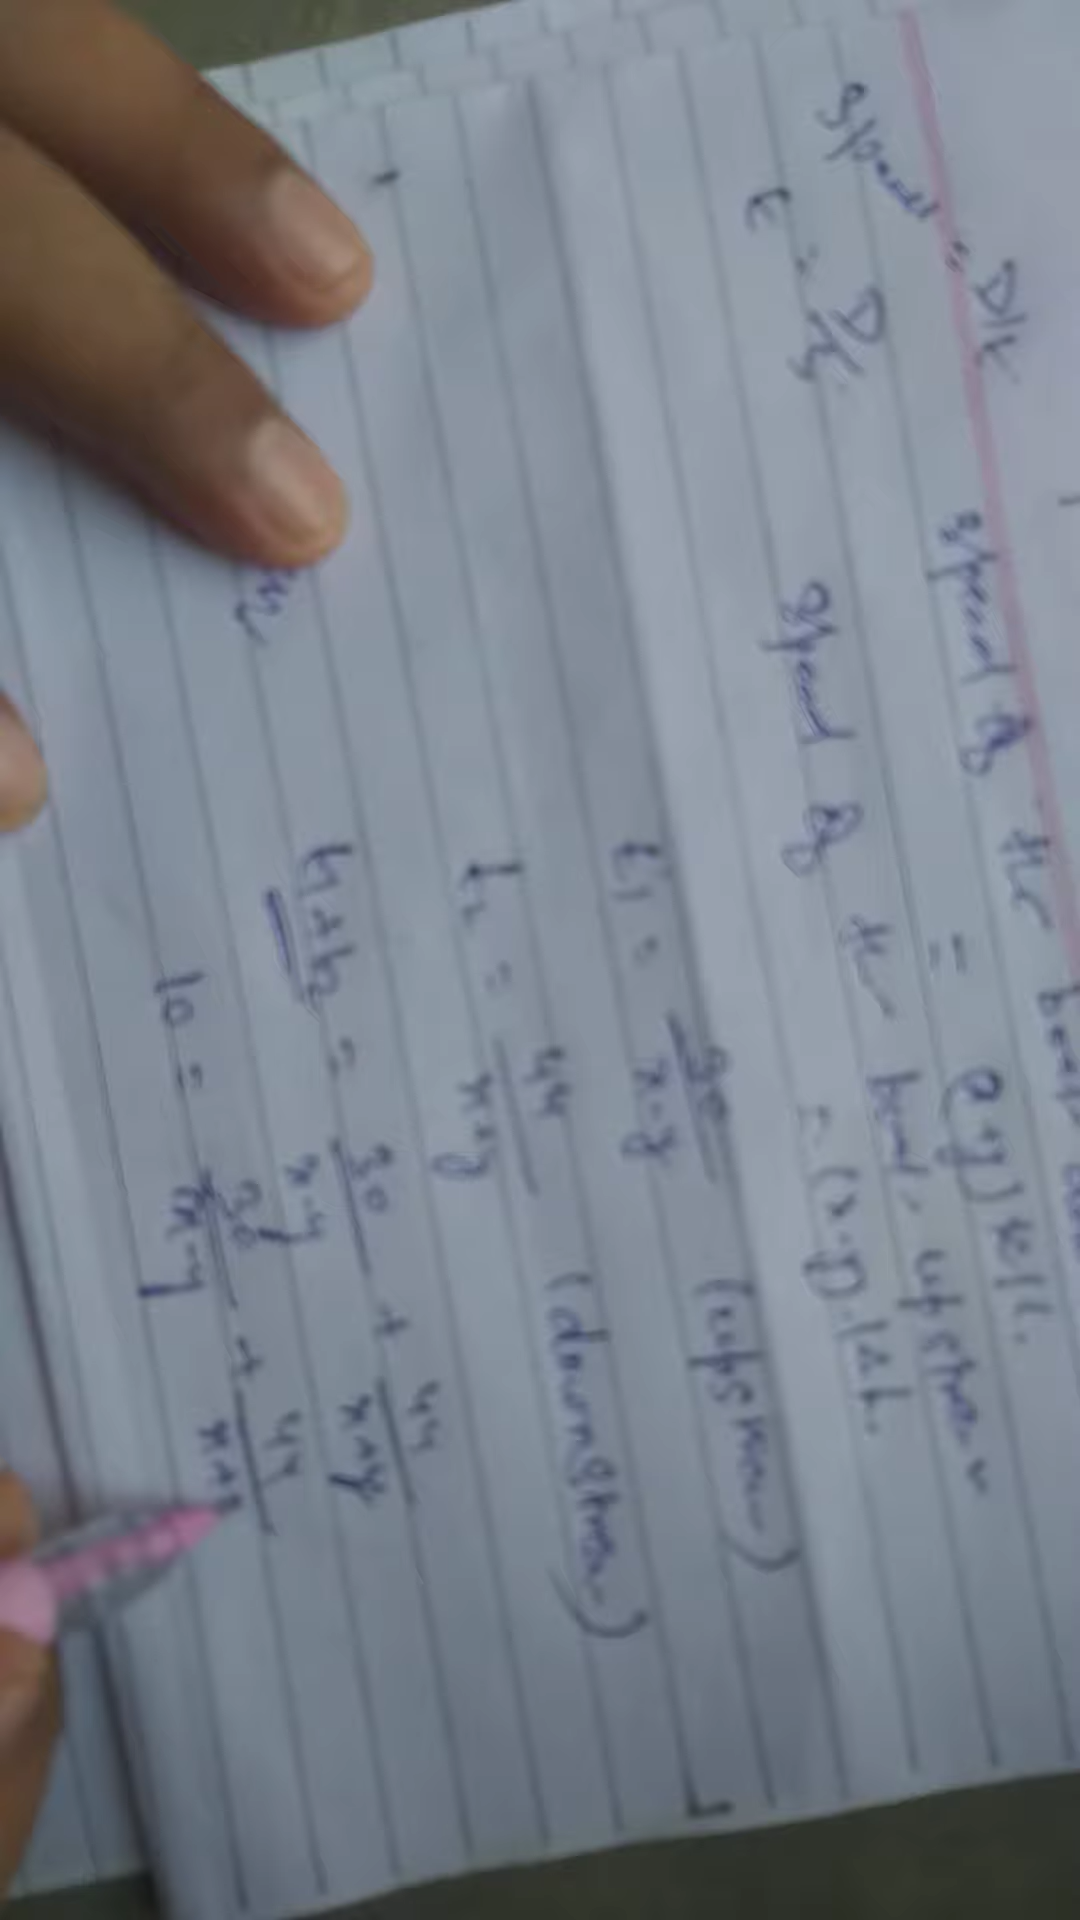 Speed = D/t
speed of the boat
= (x+y) km/h.
t = D/S
speed of the boat, upstream
= (x-y) km/h.
t1 = 30/x-y (upstream)
t2 = 44/x+y (downstream)
t1+t2 = 30/x-y + 44/x+y
10 = 30/x-y + 44/x+y